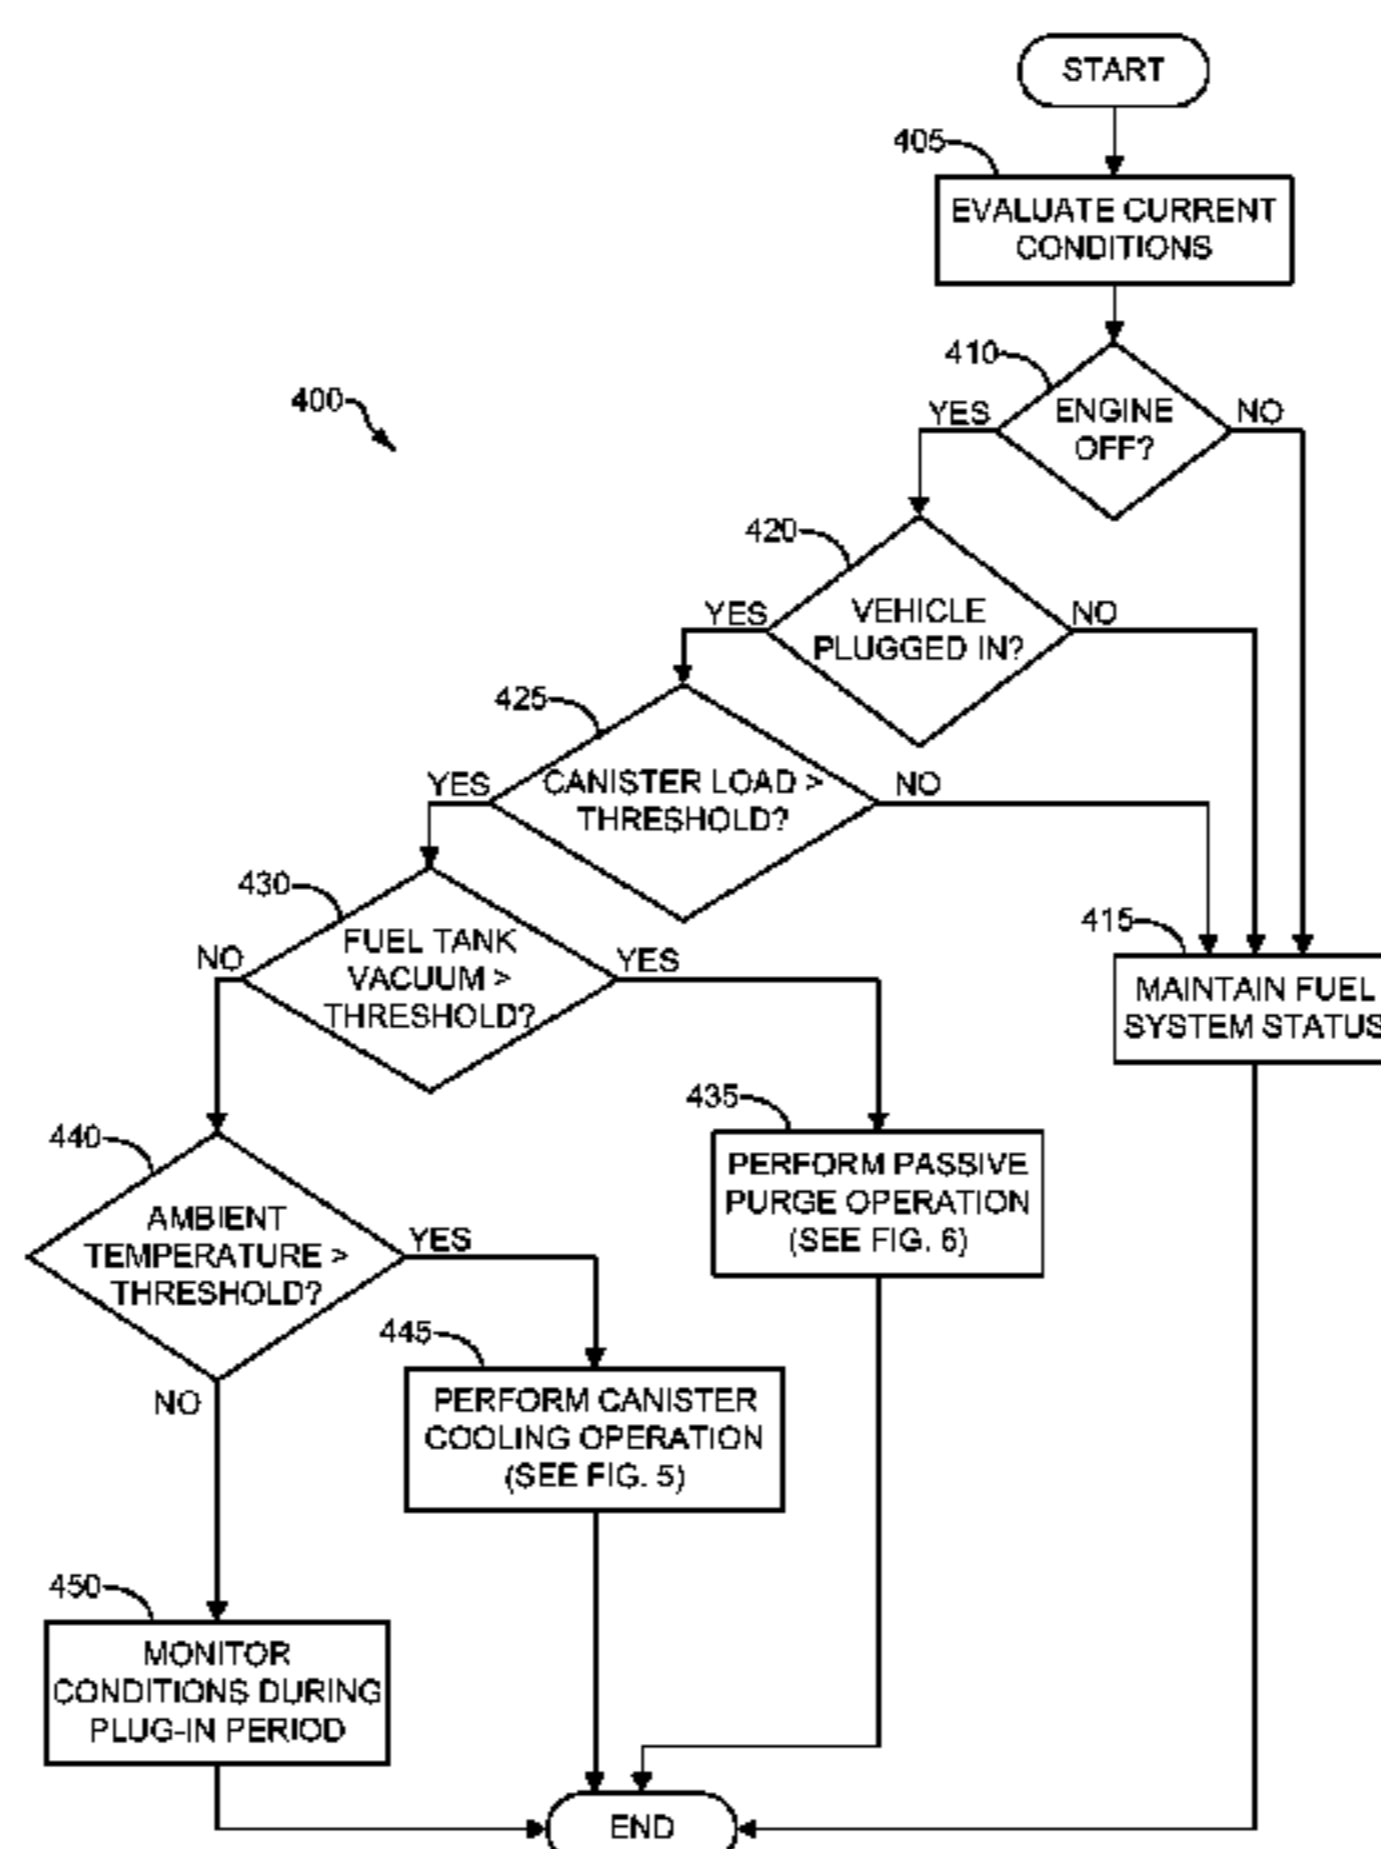 START
405
EVALUATE CURRENT
CONDITIONS
410
ENGINE
OFF?
YES
NO
400
420
VEHICLE
PLUGGED IN?
YES
NO
425
CANISTER LOAD >
THRESHOLD?
YES
NO
430
FUEL TANK
VACUUM >
THRESHOLD?
NO
YES
415
MAINTAIN FUEL
SYSTEM STATUS
435
PERFORM PASSIVE
PURGE OPERATION
(SEE FIG. 6)
440
AMBIENT
TEMPERATURE >
THRESHOLD?
YES
NO
445
PERFORM CANISTER
COOLING OPERATION
(SEE FIG. 5)
450
MONITOR
CONDITIONS DURING
PLUG-IN PERIOD
END